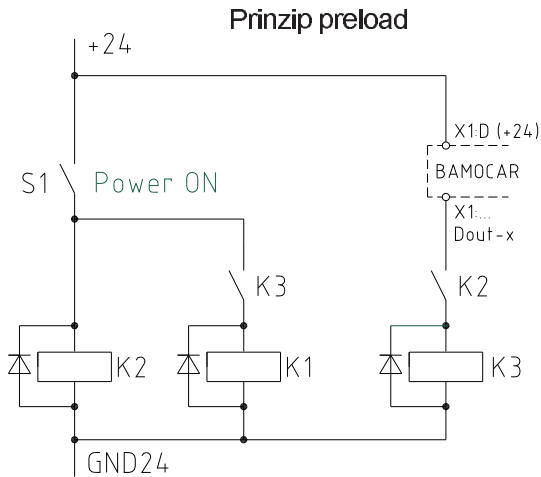 Prinzip preload
+24
X1:D (+24)
BAMOCAR
S1 Power ON
X1:...
Dout-x
K3
K2
K2
K1
K3
GND24